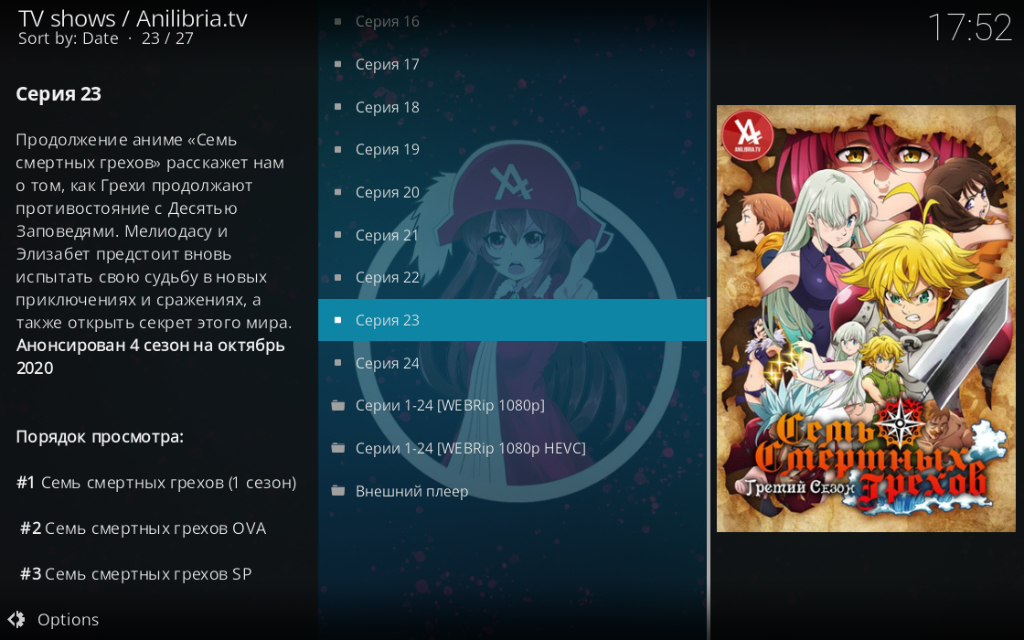 TV shows / Anilibria.tv
Sort by: Date · 23 / 27
17:52
Серия 23
Продолжение аниме «Семь
смертных грехов» расскажет нам
о том, как Грехи продолжают
противостояние с Десятью
Заповедями. Мелиодасу и
Элизабет предстоит вновь
испытать свою судьбу в новых
приключениях и сражениях, а
также открыть секрет этого мира.
Анонсирован 4 сезон на октябрь
2020
Порядок просмотра:
#1 Семь смертных грехов (1 сезон)
#2 Семь смертных грехов OVA
#3 Семь смертных грехов SP
Options
Серия 16
Серия 17
Серия 18
Серия 19
Серия 20
Серия 21
Серия 22
Серия 23
Серия 24
Серии 1-24 [WEBRip 1080p]
Серии 1-24 [WEBRip 1080p HEVC]
Внешний плеер
ANILIBRIA.TV
Семь
Смертных
Третий Сезон Грехов